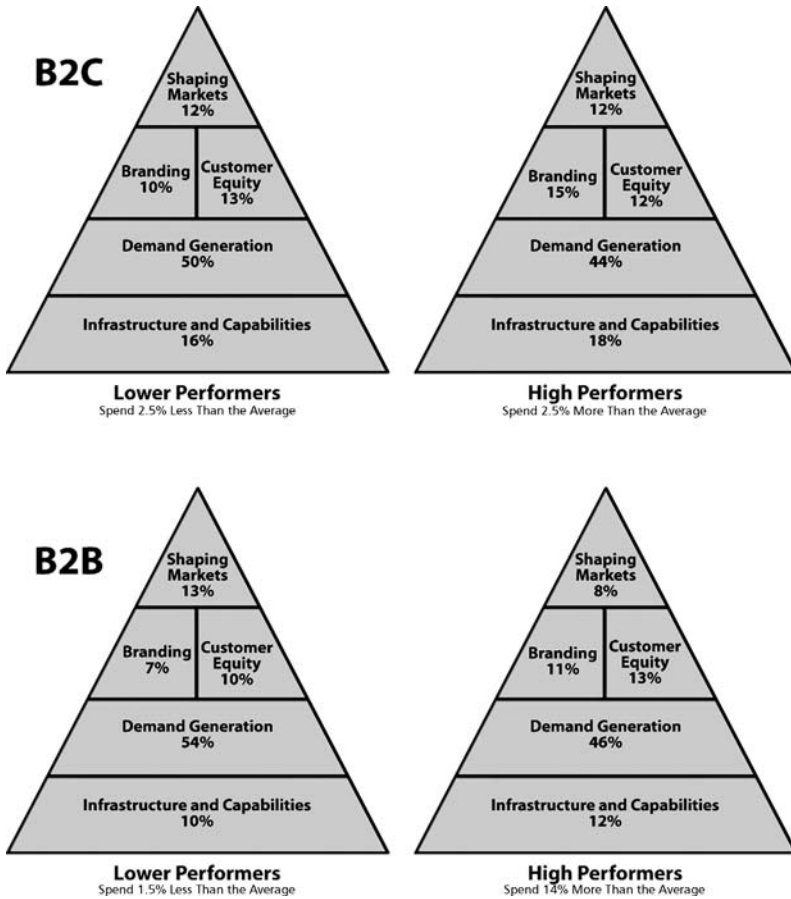 B2C
Shaping
Markets
12%
Branding
10%
Customer
Equity
13%
Demand Generation
50%
Infrastructure and Capabilities
16%
Lower Performers
Spend 2.5% Less Than the Average
Shaping
Markets
12%
Branding
15%
Customer
Equity
12%
Demand Generation
44%
Infrastructure and Capabilities
18%
High Performers
Spend 2.5% More Than the Average
B2B
Shaping
Markets
13%
Branding
7%
Customer
Equity
10%
Demand Generation
54%
Infrastructure and Capabilities
10%
Lower Performers
Spend 1.5% Less Than the Average
Shaping
Markets
8%
Branding
11%
Customer
Equity
13%
Demand Generation
46%
Infrastructure and Capabilities
12%
High Performers
Spend 14% More Than the Average